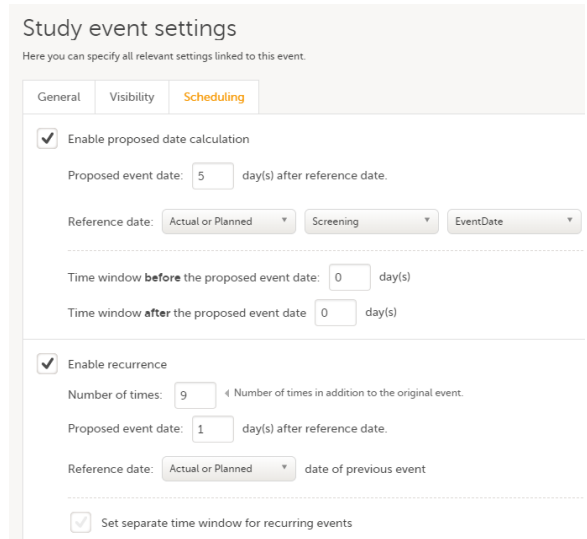 Study event settings
Here you can specify all relevant settings linked to this event.
General Visibility Scheduling
Enable proposed date calculation
Proposed event date: 5 day(s) after reference date.
Reference date: Actual or Planned Screening EventDate
Time window before the proposed event date: 0 day(s)
Time window after the proposed event date 0 day(s)
Enable recurrence
Number of times: 9 Number of times in addition to the original event.
Proposed event date: 1 day(s) after reference date.
Reference date: Actual or Planned date of previous event
Set separate time window for recurring events